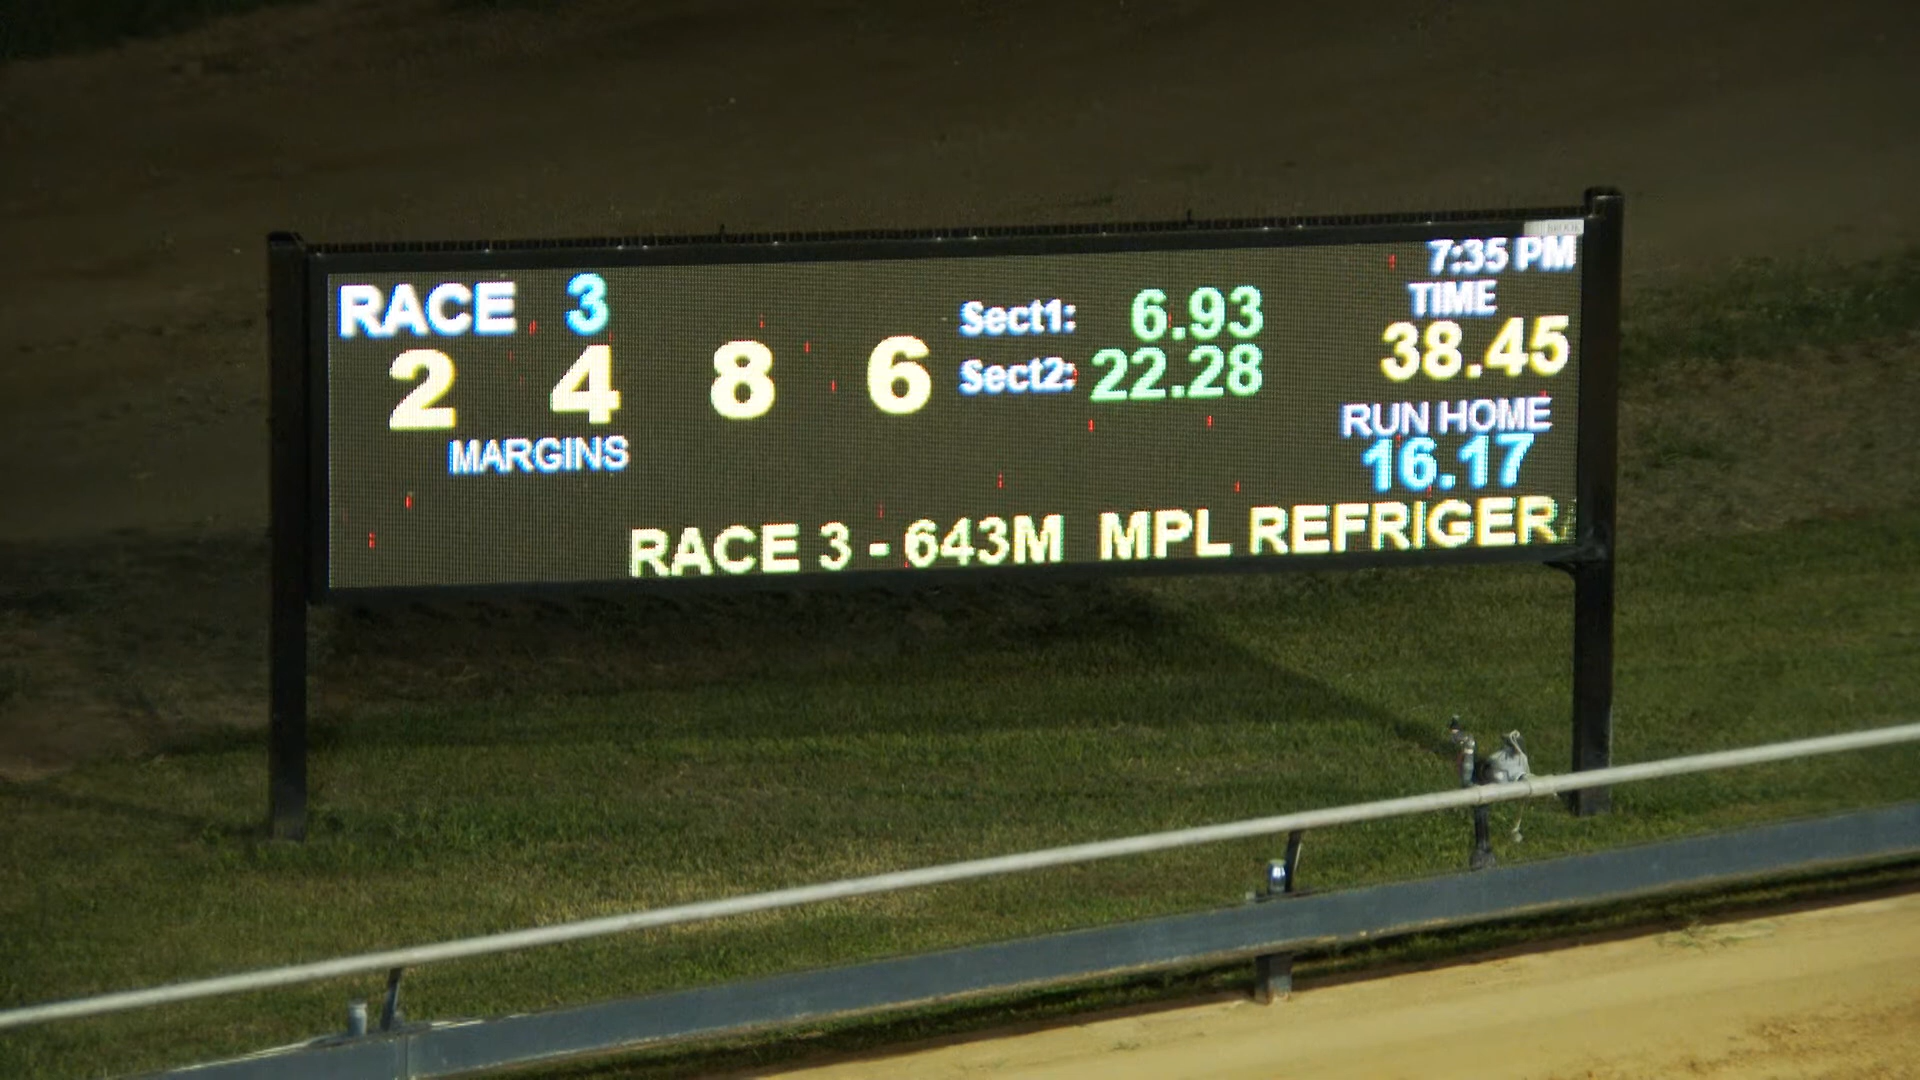 7:35 PM
RACE 3
Sect1: 6.93
TIME
2 4 8 6
Sect2: 22.28
38.45
MARGINS
RUN HOME
16.17
RACE 3 - 643M MPL REFRIGERA